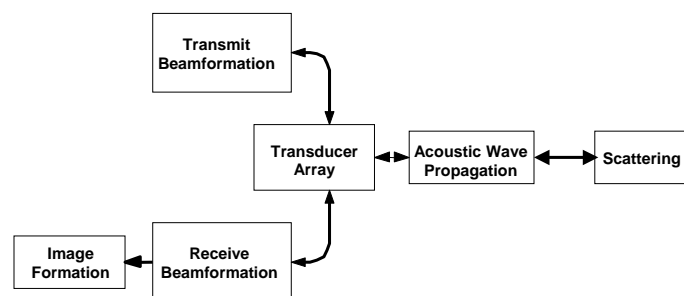 Transmit
Beamformation
Transducer
Array
Acoustic Wave
Propagation
Scattering
Image
Formation
Receive
Beamformation